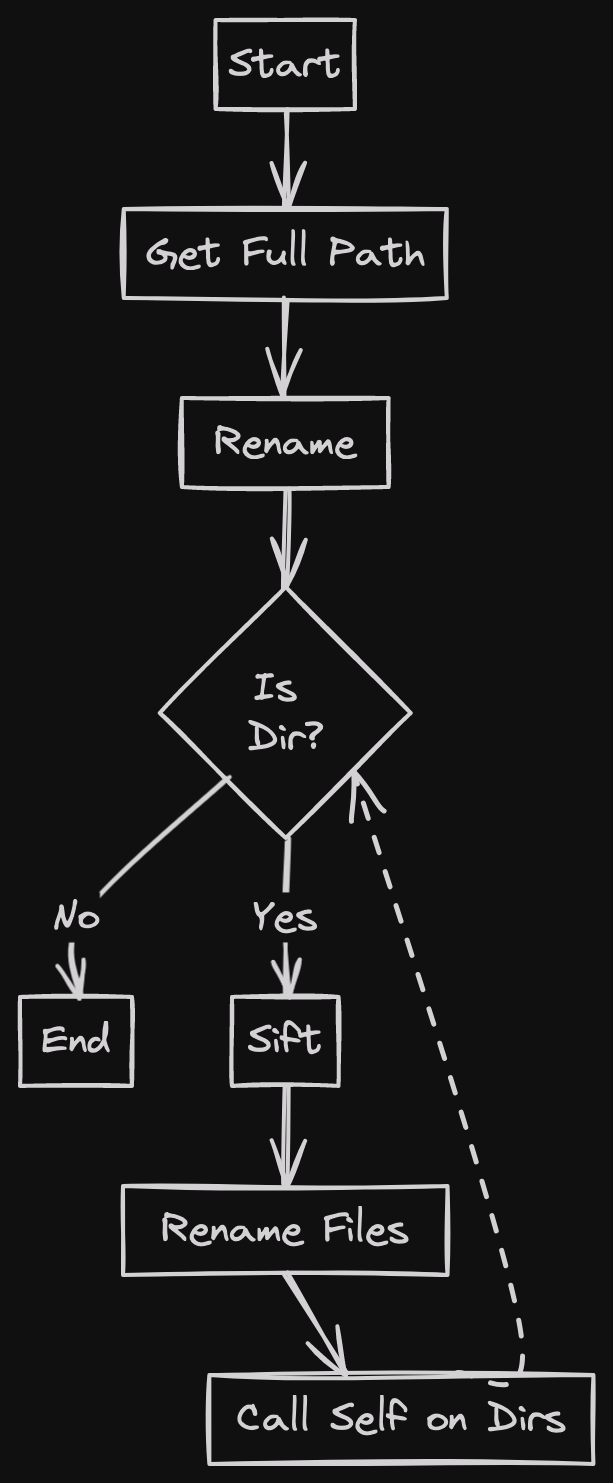 Start
Get Full Path
Rename
Is
Dir?
No
Yes
End
Sift
Rename Files
Call Self on Dirs